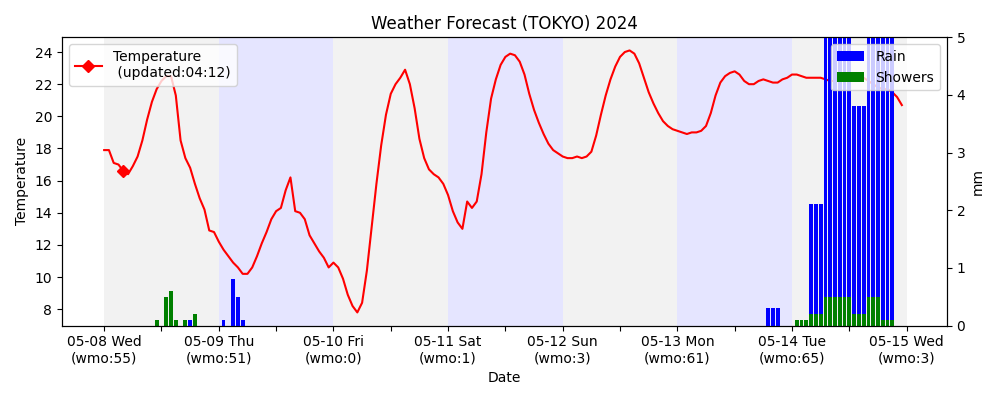 Weather Forecast (TOKYO) 2024
Temperature
(updated:04:12)
Rain
Showers
Temperature
24
22
20
18
16
14
12
10
8
5
4
3
2
1
0
mm
05-08 Wed
(wmo:55)
05-09 Thu
(wmo:51)
05-10 Fri
(wmo:0)
05-11 Sat
(wmo:1)
05-12 Sun
(wmo:3)
05-13 Mon
(wmo:61)
05-14 Tue
(wmo:65)
05-15 Wed
(wmo:3)
Date